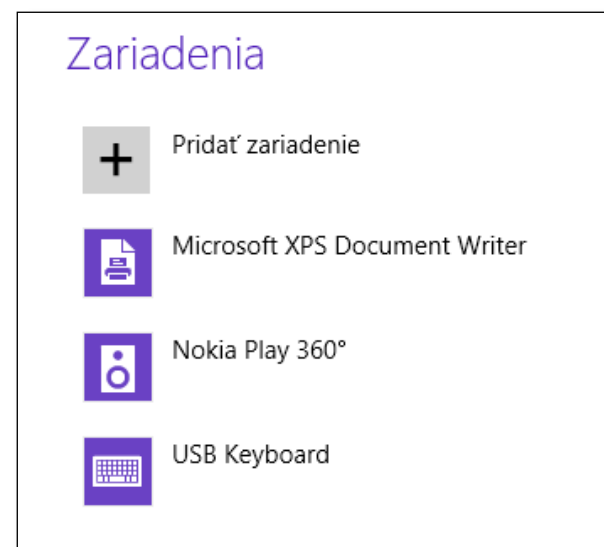 Zariadenia
Pridať zariadenie
Microsoft XPS Document Writer
Nokia Play 360°
USB Keyboard